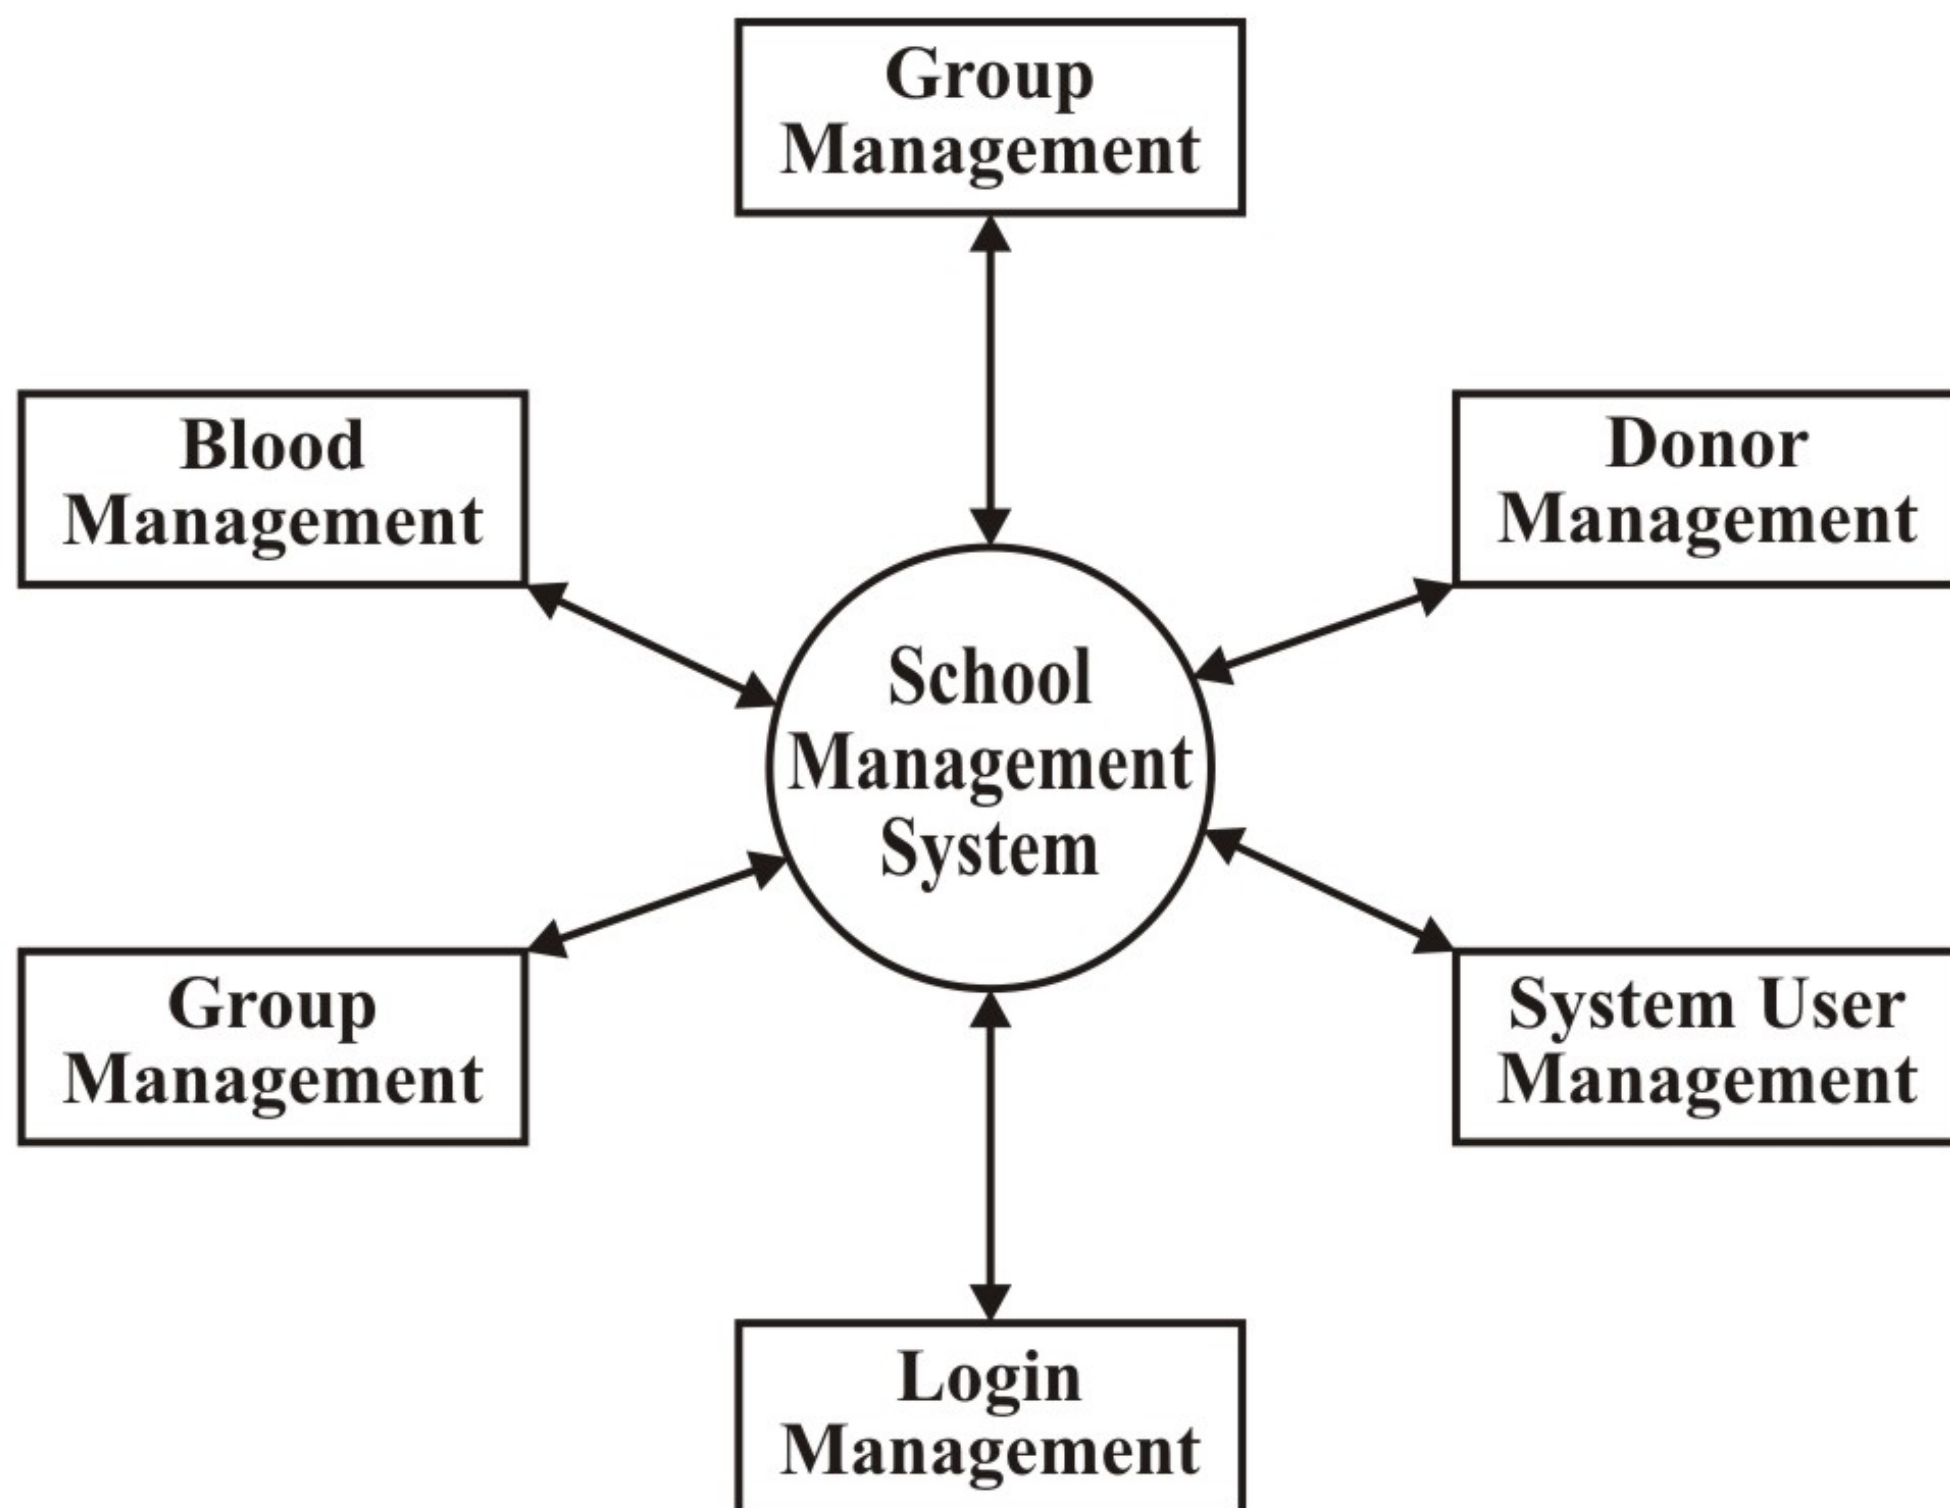 Group
Management
Blood
Management
Donor
Management
School
Management
System
Group
Management
System User
Management
Login
Management